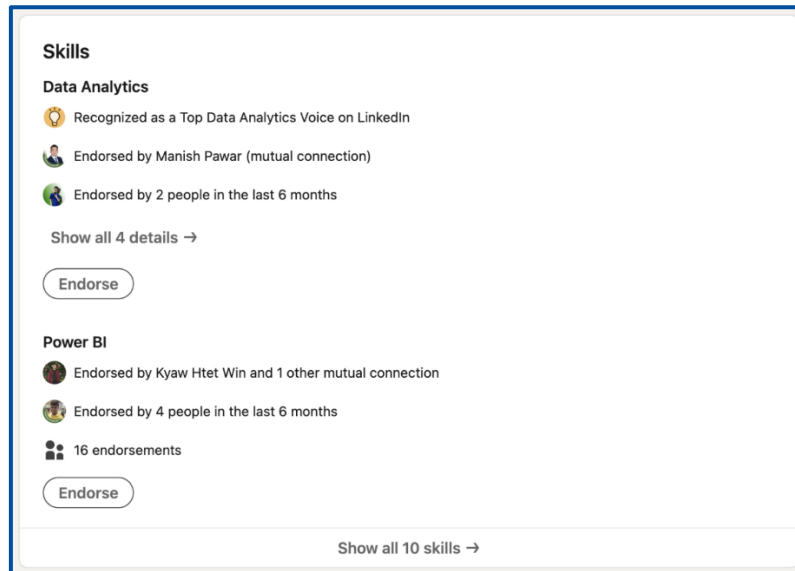 Skills
Data Analytics
Recognized as a Top Data Analytics Voice on LinkedIn
Endorsed by Manish Pawar (mutual connection)
Endorsed by 2 people in the last 6 months
Show all 4 details →
Endorse
Power BI
Endorsed by Kyaw Htet Win and 1 other mutual connection
Endorsed by 4 people in the last 6 months
16 endorsements
Endorse
Show all 10 skills →